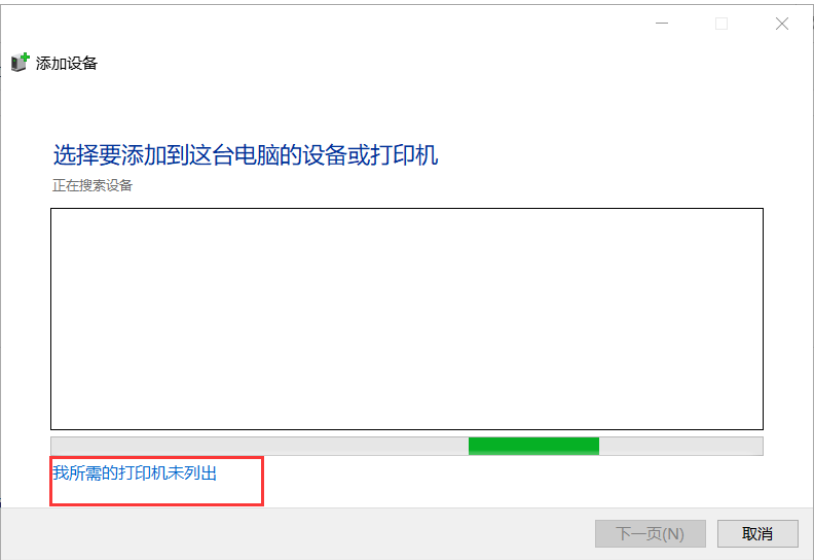 添加设备
选择要添加到这台电脑的设备或打印机
正在搜索设备
我所需的打印机未列出
下一页(N)
取消